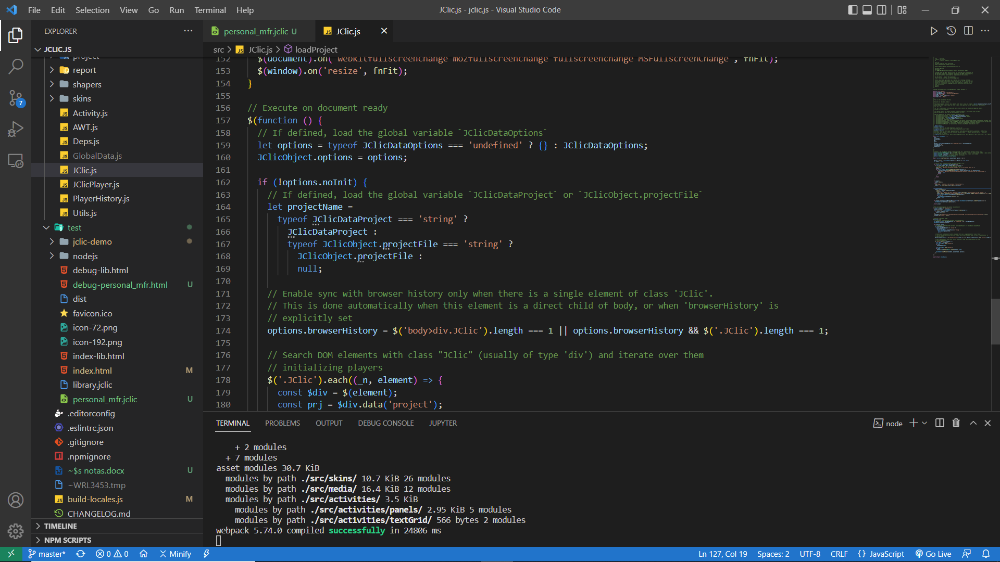 File Edit Selection View Go Run Terminal Help
JClic.js - jclic.js - Visual Studio Code
EXPLORER
JCLIC.JS
project
report
shapers
skins
Activity.js
AWT.js
Deps.js
GlobalData.js
JClic.js
JClicPlayer.js
PlayerHistory.js
Utils.js
test
jclic-demo
nodejs
debug-lib.html
debug-personal_mfr.html U
dist
favicon.ico
icon-72.png
icon-192.png
index-lib.html
index.html M
library.jclic
personal_mfr.jclic U
.editorconfig
.eslintrc.json
.gitignore
.npmignore
~$s notas.docx U
~WRL3453.tmp
build-locales.js M
CHANGELOG.md
TIMELINE
NPM SCRIPTS
7
personal_mfr.jclic U
JClic.js
src > JClic.js > loadProject
152 $(document).on('webkitfullscreenchange mozfullscreenchange fullscreenchange MSFullscreenChange', fnFit);
153 $(window).on('resize', fnFit);
154 }
155
156 // Execute on document ready
157 $(function () {
158 // If defined, load the global variable `JClicDataOptions`
159 let options = typeof JClicDataOptions === 'undefined' ? {} : JClicDataOptions;
160 JClicObject.options = options;
161
162 if (!options.noInit) {
163 // If defined, load the global variable `JClicDataProject` or `JClicObject.projectFile`
164 let projectName =
165 typeof JClicDataProject === 'string' ?
166 JClicDataProject :
167 typeof JClicObject.projectFile === 'string' ?
168 JClicObject.projectFile :
169 null;
170
171 // Enable sync with browser history only when there is a single element of class 'JClic'.
172 // This is done automatically when this element is a direct child of body, or when 'browserHistory' is
173 // explicitly set
174 options.browserHistory = $('body>div.JClic').length === 1 || options.browserHistory && $('.JClic').length === 1;
175
176 // Search DOM elements with class "JClic" (usually of type 'div') and iterate over them
177 // initializing players
178 $('.JClic').each((_n, element) => {
179 const $div = $(element);
180 const prj = $div.data('project');
TERMINAL PROBLEMS OUTPUT DEBUG CONSOLE JUPYTER
node
+ 2 modules
+ 7 modules
asset modules 30.7 KiB
modules by path ./src/skins/ 10.7 KiB 26 modules
modules by path ./src/media/ 16.4 KiB 12 modules
modules by path ./src/activities/ 3.5 KiB
modules by path ./src/activities/panels/ 2.95 KiB 5 modules
modules by path ./src/activities/textGrid/ 566 bytes 2 modules
webpack 5.74.0 compiled successfully in 24806 ms
master* 0 0 Minify
Ln 127, Col 19 Spaces: 2 UTF-8 CRLF {} JavaScript Go Live